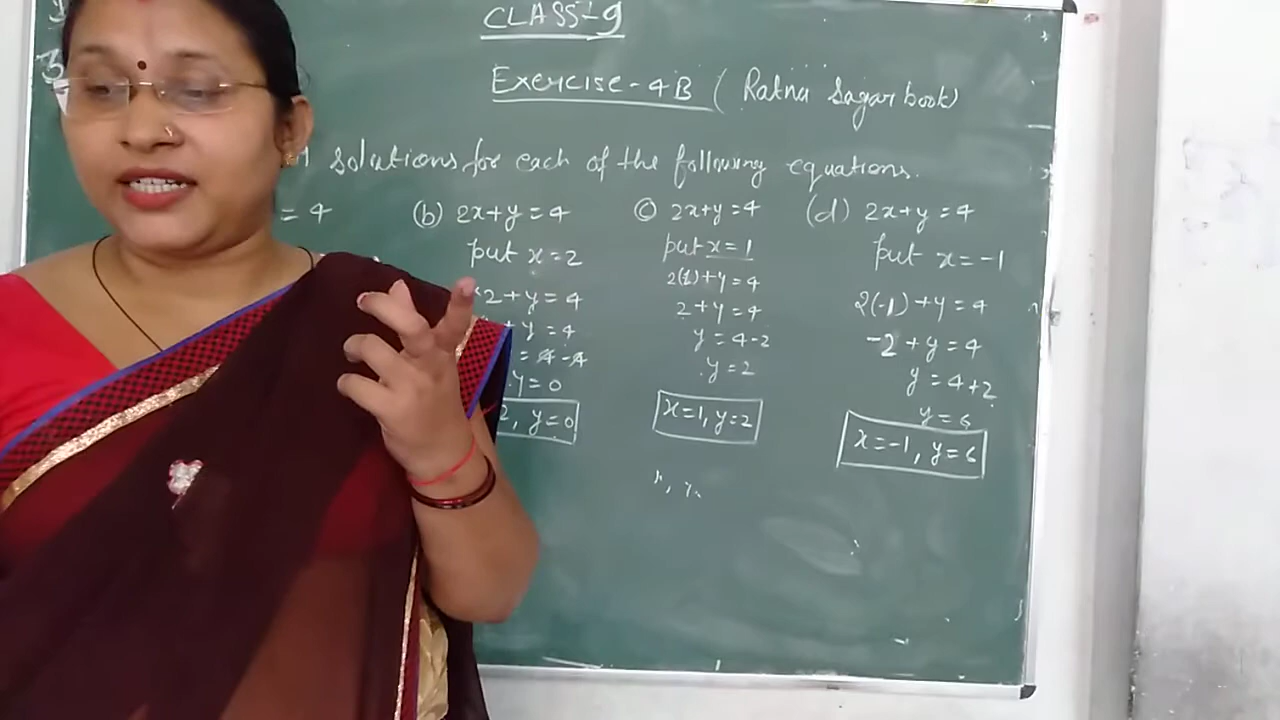 CLASS-9
3
Exercise-4B ( Ratna Sagar book)
solutions for each of the following equations.
= 4
(b) 2x+y=4
put x=2
2+y=4
+y=4
=4-4
y=0
2, y=0
(c) 2x+y=4
put x=1
2(1)+y=4
2+y=4
y=4-2
y=2
x=1, y=2
(d) 2x+y=4
put x=-1
2(-1)+y=4
-2+y=4
y=4+2
y=6
x=-1, y=6